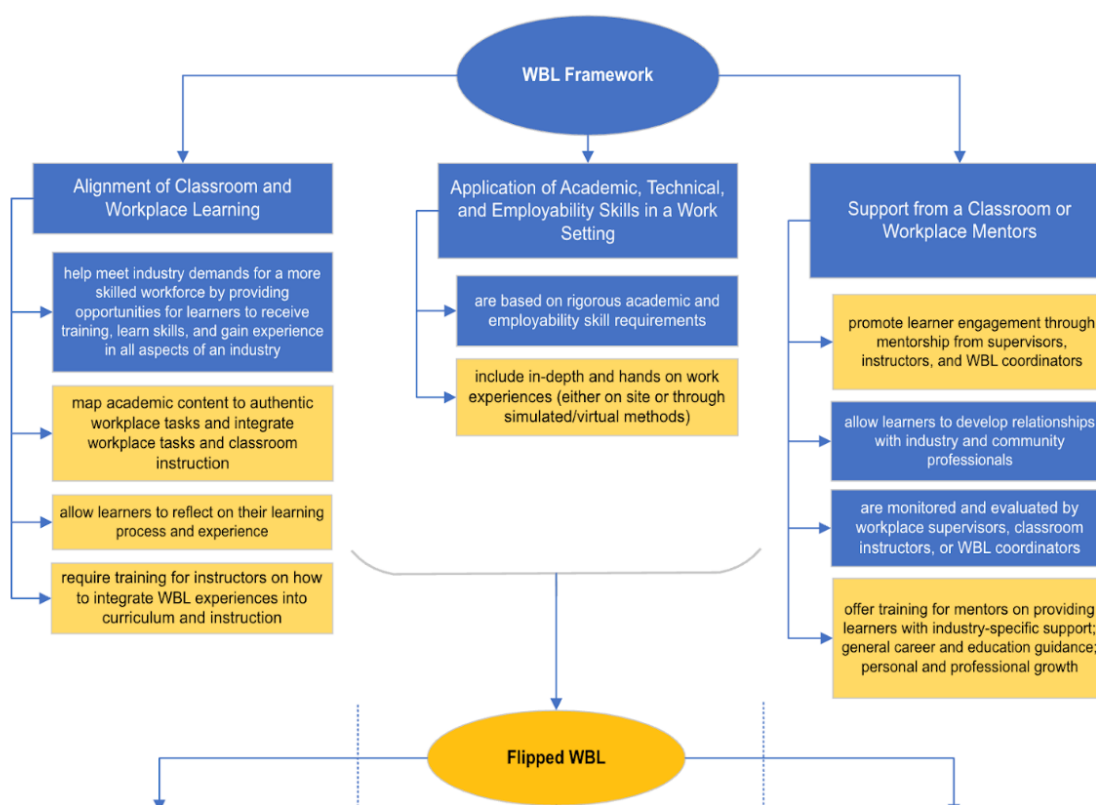 WBL Framework
Alignment of Classroom and
Workplace Learning
help meet industry demands for a more
skilled workforce by providing
opportunities for learners to receive
training, learn skills, and gain experience
in all aspects of an industry
map academic content to authentic
workplace tasks and integrate
workplace tasks and classroom
instruction
allow learners to reflect on their learning
process and experience
require training for instructors on how
to integrate WBL experiences into
curriculum and instruction
Application of Academic, Technical,
and Employability Skills in a Work
Setting
are based on rigorous academic and
employability skill requirements
include in-depth and hands on work
experiences (either on site or through
simulated/virtual methods)
Support from a Classroom or
Workplace Mentors
promote learner engagement through
mentorship from supervisors,
instructors, and WBL coordinators
allow learners to develop relationships
with industry and community
professionals
are monitored and evaluated by
workplace supervisors, classroom
instructors, or WBL coordinators
offer training for mentors on providing
learners with industry-specific support;
general career and education guidance;
personal and professional growth
Flipped WBL